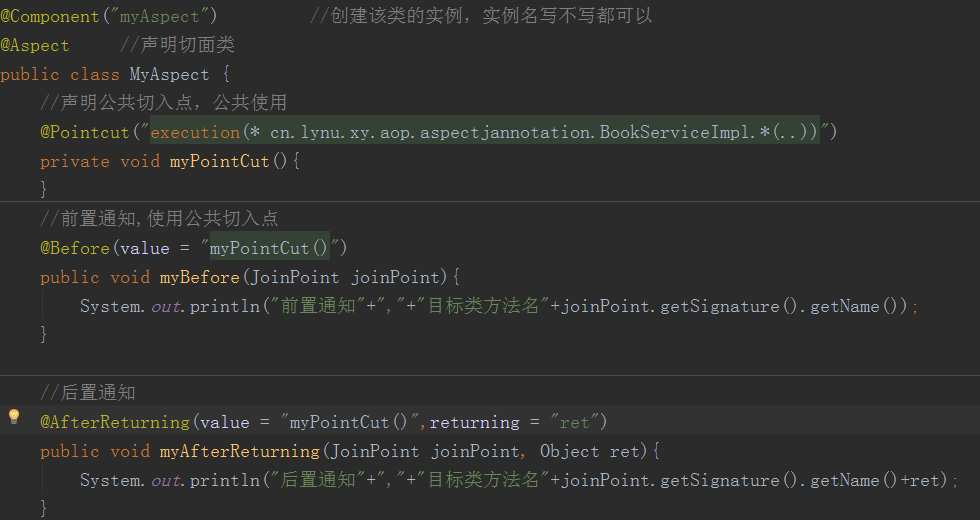 @Component("myAspect")          //创建该类的实例，实例名写不写都可以
@Aspect     //声明切面类
public class MyAspect {
    //声明公共切入点，公共使用
    @Pointcut("execution(* cn.lynu.xy.aop.aspectjannotation.BookServiceImpl.*(..))")
    private void myPointCut(){
    }
    //前置通知,使用公共切入点
    @Before(value = "myPointCut()")
    public void myBefore(JoinPoint joinPoint){
        System.out.println("前置通知"+","+"目标类方法名"+joinPoint.getSignature().getName());
    }
    //后置通知
    @AfterReturning(value = "myPointCut()",returning = "ret")
    public void myAfterReturning(JoinPoint joinPoint, Object ret){
        System.out.println("后置通知"+","+"目标类方法名"+joinPoint.getSignature().getName()+ret);
    }